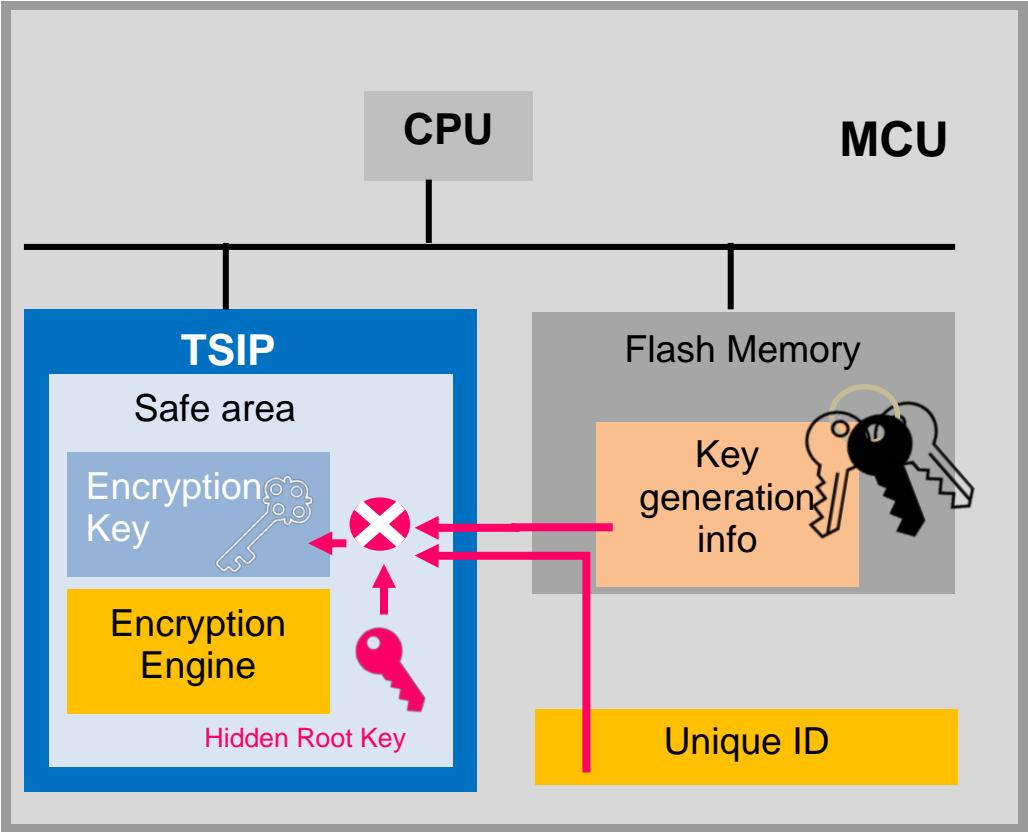 CPU
MCU
TSIP
Safe area
Encryption
Key
Encryption
Engine
Hidden Root Key
Flash Memory
Key
generation
info
Unique ID